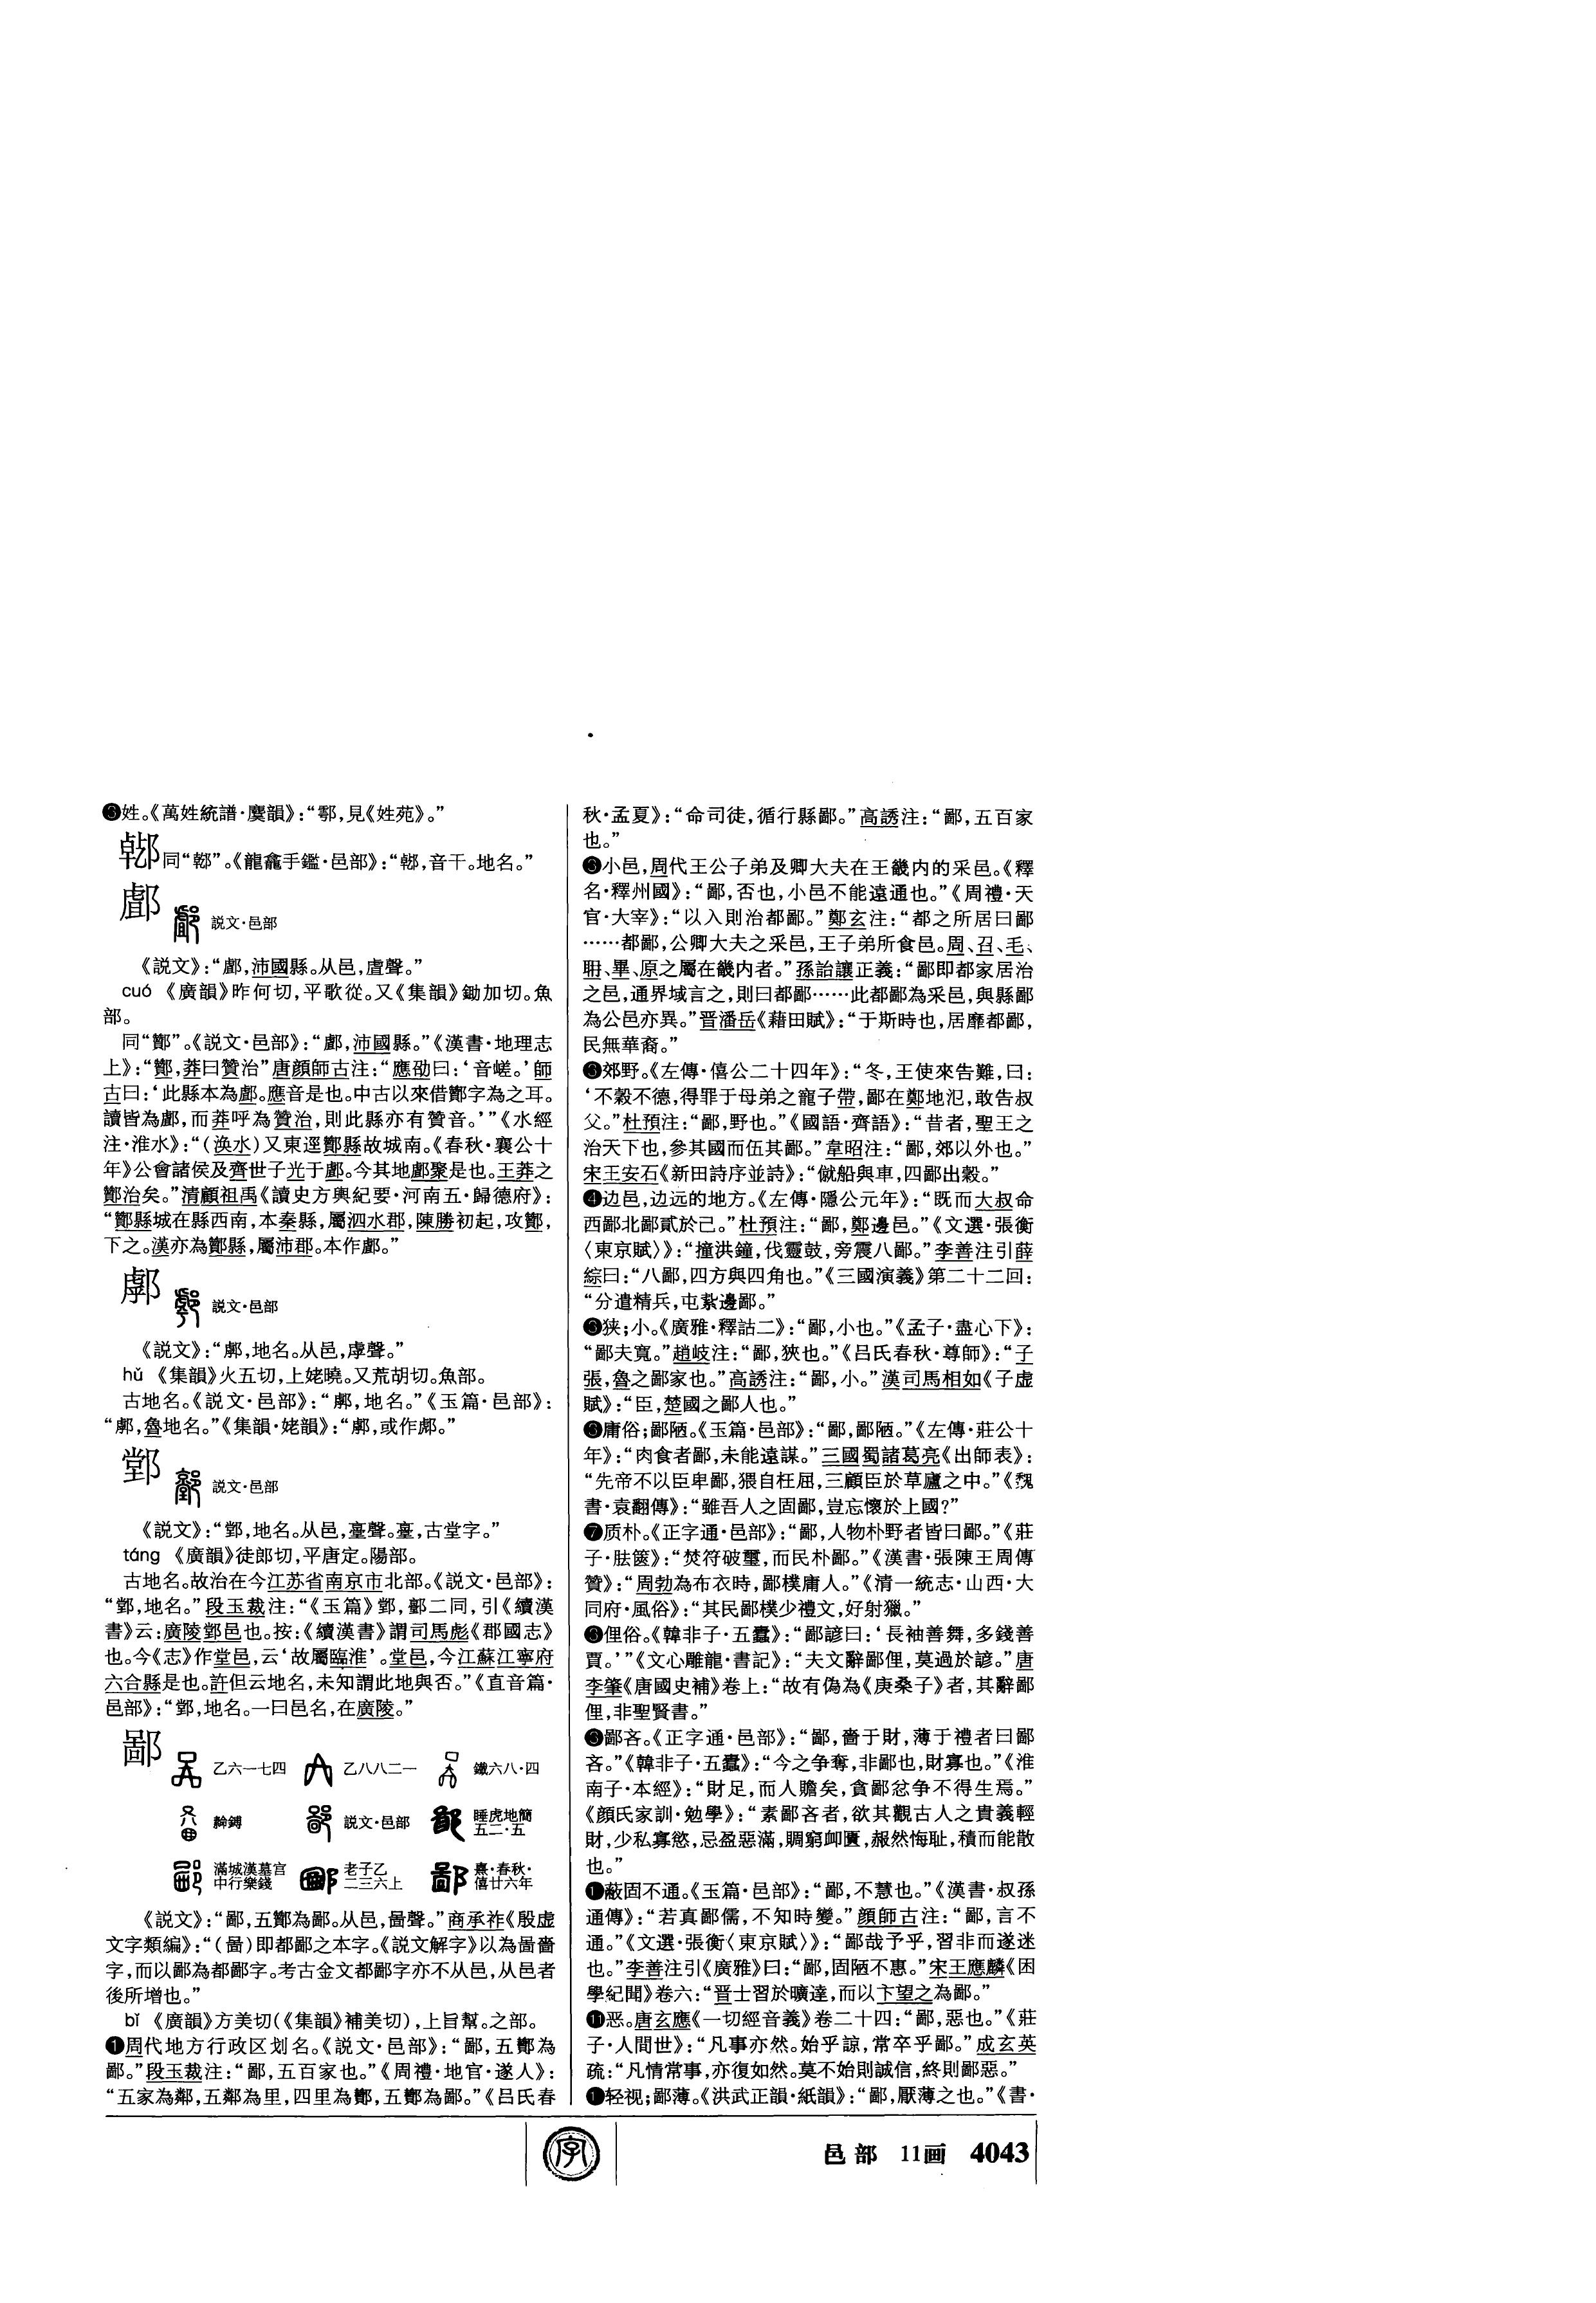 ❸姓。《萬姓統譜·麌韻》：“鄠，見《姓苑》。”
同“䢳”。《龍龕手鑑·邑部》：“，音干。地名。”
䣜 説文·邑部
《説文》：“䣜，沛國縣。从邑，虘聲。”
cuó 《廣韻》昨何切，平歌從。又《集韻》鋤加切。魚
部。
同“酇”。《説文·邑部》：“䣜，沛國縣。”《漢書·地理志
上》：“酇，莽曰贊治”唐顔師古注：“應劭曰：‘音嵯。’師
古曰：‘此縣本為䣜。應音是也。中古以來借酇字為之耳。
讀皆為䣜，而莽呼為贊治，則此縣亦有贊音。’”《水經
注·淮水》：“（涣水）又東逕酇縣故城南。《春秋·襄公十
年》公會諸侯及齊世子光于䣜。今其地䣜聚是也。王莽之
酇治矣。”清顧祖禹《讀史方輿紀要·河南五·歸德府》：
“酇縣城在縣西南，本秦縣，屬泗水郡，陳勝初起，攻酇，
下之。漢亦為酇縣，屬沛郡。本作䣜。”
𨞙 説文·邑部
《説文》：“，地名。从邑，虖聲。”
hǔ 《集韻》火五切，上姥曉。又荒胡切。魚部。
古地名。《説文·邑部》：“，地名。”《玉篇·邑部》：
“，魯地名。”《集韻·姥韻》：“，或作。”
鄼 説文·邑部
《説文》：“，地名。从邑，臺聲。，古堂字。”
táng 《廣韻》徒郎切，平唐定。陽部。
古地名。故治在今江苏省南京市北部。《説文·邑部》：
“，地名。”段玉裁注：“《玉篇》，鄳二同，引《續漢
書》云：廣陵邑也。按：《續漢書》謂司馬彪《郡國志》
也。今《志》作堂邑，云‘故屬臨淮’。堂邑，今江蘇江寧府
六合縣是也。許但云地名，未知謂此地與否。”《直音篇·
邑部》：“，地名。一曰邑名，在廣陵。”
鄙 乙六一七四 乙八八二一 鐵六八·四
𦅫鎛 説文·邑部 睡虎地簡
五二·五
滿城漢墓宫
中行樂錢 老子乙
二三六上 熹·春秋·
僖廿六年
《説文》：“鄙，五酇為鄙。从邑，啚聲。”商承祚《殷虚
文字類編》：“（啚）即都鄙之本字。《説文解字》以為啚嗇
字，而以鄙為都鄙字。考古金文都鄙字亦不从邑，从邑者
後所增也。”
bǐ 《廣韻》方美切（《集韻》補美切），上旨幫。之部。
❶周代地方行政区划名。《説文·邑部》：“鄙，五酇為
鄙。”段玉裁注：“鄙，五百家也。”《周禮·地官·遂人》：
“五家為鄰，五鄰為里，四里為酇，五酇為鄙。”《吕氏春
秋·孟夏》：“命司徒，循行縣鄙。”高誘注：“鄙，五百家
也。”
❸小邑，周代王公子弟及卿大夫在王畿内的采邑。《釋
名·釋州國》：“鄙，否也，小邑不能遠通也。”《周禮·天
官·大宰》：“以入則治都鄙。”鄭玄注：“都之所居曰鄙
……都鄙，公卿大夫之采邑，王子弟所食邑。周、召、毛、
聃、畢、原之屬在畿内者。”孫詒讓正義：“鄙即都家居治
之邑，通界域言之，則曰都鄙……此都鄙為采邑，與縣鄙
為公邑亦異。”晋潘岳《藉田賦》：“于斯時也，居靡都鄙，
民無華裔。”
❸郊野。《左傳·僖公二十四年》：“冬，王使來告難，曰：
‘不穀不德，得罪于母弟之寵子帶，鄙在鄭地氾，敢告叔
父。”杜預注：“鄙，野也。”《國語·齊語》：“昔者，聖王之
治天下也，參其國而伍其鄙。”韋昭注：“鄙，郊以外也。”
宋王安石《新田詩序並詩》：“僦船與車，四鄙出穀。”
❹边邑，边远的地方。《左傳·隱公元年》：“既而大叔命
西鄙北鄙貳於己。”杜預注：“鄙，鄭邊邑。”《文選·張衡
〈東京賦〉》：“撞洪鐘，伐靈鼓，旁震八鄙。”李善注引薛
綜曰：“八鄙，四方與四角也。”《三國演義》第二十二回：
“分遣精兵，屯紮邊鄙。”
❸狭；小。《廣雅·釋詁二》：“鄙，小也。”《孟子·盡心下》：
“鄙夫寬。”趙岐注：“鄙，狹也。”《吕氏春秋·尊師》：“子
張，魯之鄙家也。”高誘注：“鄙，小。”漢司馬相如《子虚
賦》：“臣，楚國之鄙人也。”
❸庸俗；鄙陋。《玉篇·邑部》：“鄙，鄙陋。”《左傳·莊公十
年》：“肉食者鄙，未能遠謀。”三國蜀諸葛亮《出師表》：
“先帝不以臣卑鄙，猥自枉屈，三顧臣於草廬之中。”《魏
書·袁翻傳》：“雖吾人之固鄙，豈忘懷於上國？”
❼质朴。《正字通·邑部》：“鄙，人物朴野者皆曰鄙。”《莊
子·胠篋》：“焚符破璽，而民朴鄙。”《漢書·張陳王周傳
贊》：“周勃為布衣時，鄙樸庸人。”《清一統志·山西·大
同府·風俗》：“其民鄙樸少禮文，好射獵。”
❸俚俗。《韓非子·五蠹》：“鄙諺曰：‘長袖善舞，多錢善
賈。’”《文心雕龍·書記》：“夫文辭鄙俚，莫過於諺。”唐
李肇《唐國史補》卷上：“故有偽為《庚桑子》者，其辭鄙
俚，非聖賢書。”
❸鄙吝。《正字通·邑部》：“鄙，嗇于財，薄于禮者曰鄙
吝。”《韓非子·五蠹》：“今之争奪，非鄙也，財寡也。”《淮
南子·本經》：“財足，而人贍矣，貪鄙忿争不得生焉。”
《顔氏家訓·勉學》：“素鄙吝者，欲其觀古人之貴義輕
財，少私寡慾，忌盈惡滿，賙窮卹匱，赧然悔耻，積而能散
也。”
❶蔽固不通。《玉篇·邑部》：“鄙，不慧也。”《漢書·叔孫
通傳》：“若真鄙儒，不知時變。”顔師古注：“鄙，言不
通。”《文選·張衡〈東京賦〉》：“鄙哉予乎，習非而遂迷
也。”李善注引《廣雅》曰：“鄙，固陋不惠。”宋王應麟《困
學紀聞》卷六：“晋士習於曠達，而以卞望之為鄙。”
⓫恶。唐玄應《一切經音義》卷二十四：“鄙，惡也。”《莊
子·人間世》：“凡事亦然。始乎諒，常卒乎鄙。”成玄英
疏：“凡情常事，亦復如然。莫不始則誠信，終則鄙惡。”
❶轻视；鄙薄。《洪武正韻·紙韻》：“鄙，厭薄之也。”《書·
字
邑部 11画 4043